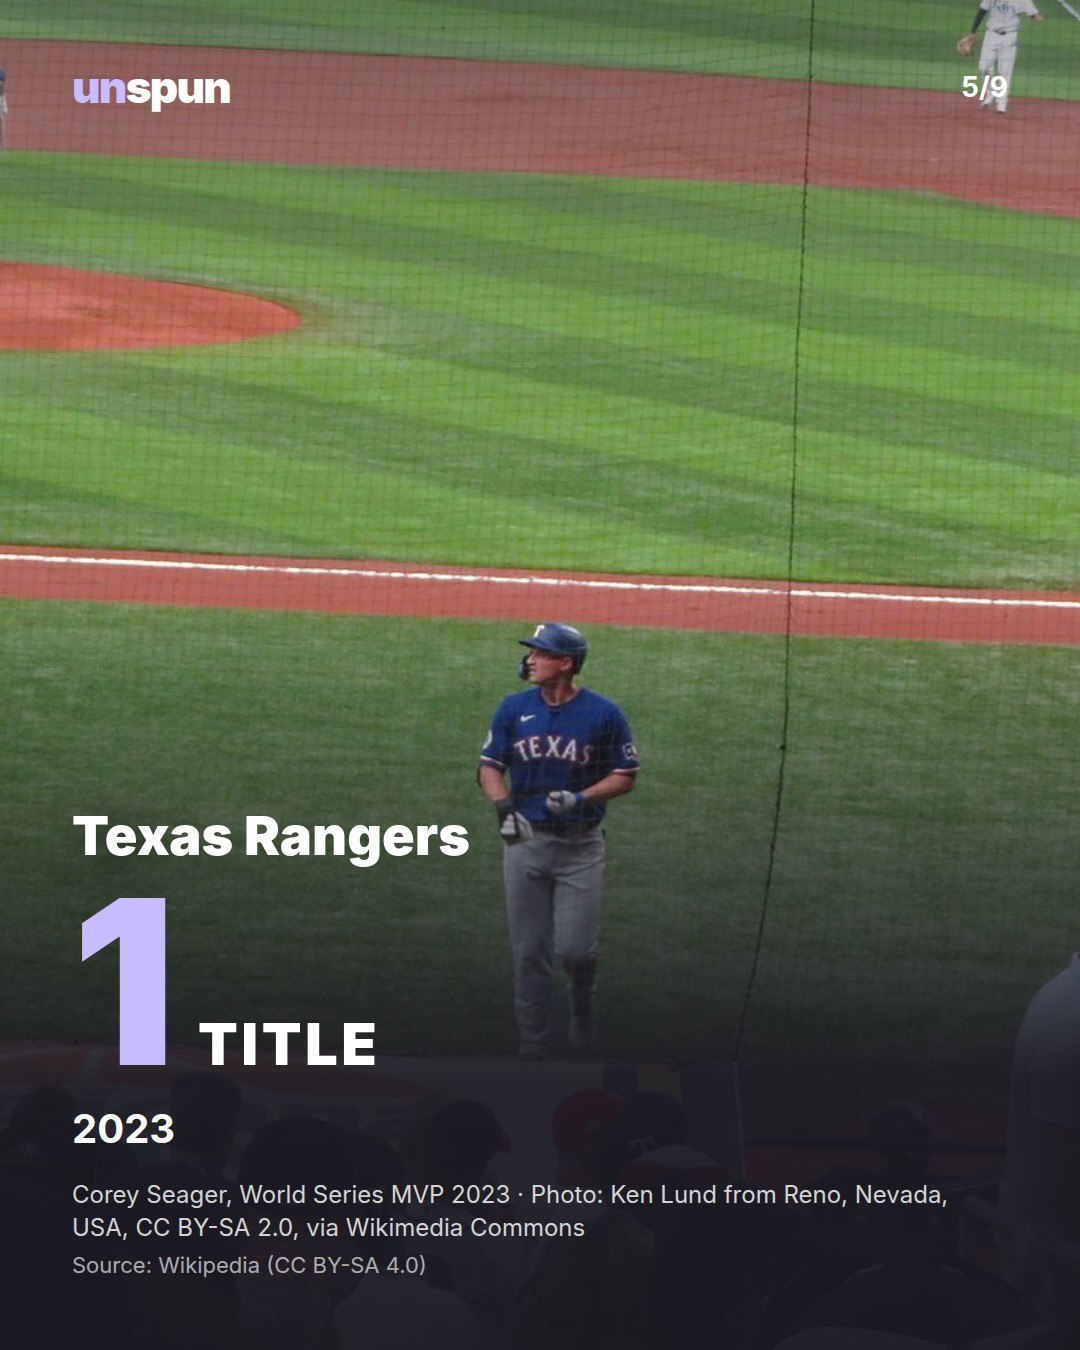 unspun
5/9
TEXAS
Texas Rangers
1 TITLE
2023
Corey Seager, World Series MVP 2023 · Photo: Ken Lund from Reno, Nevada,
USA, CC BY-SA 2.0, via Wikimedia Commons
Source: Wikipedia (CC BY-SA 4.0)